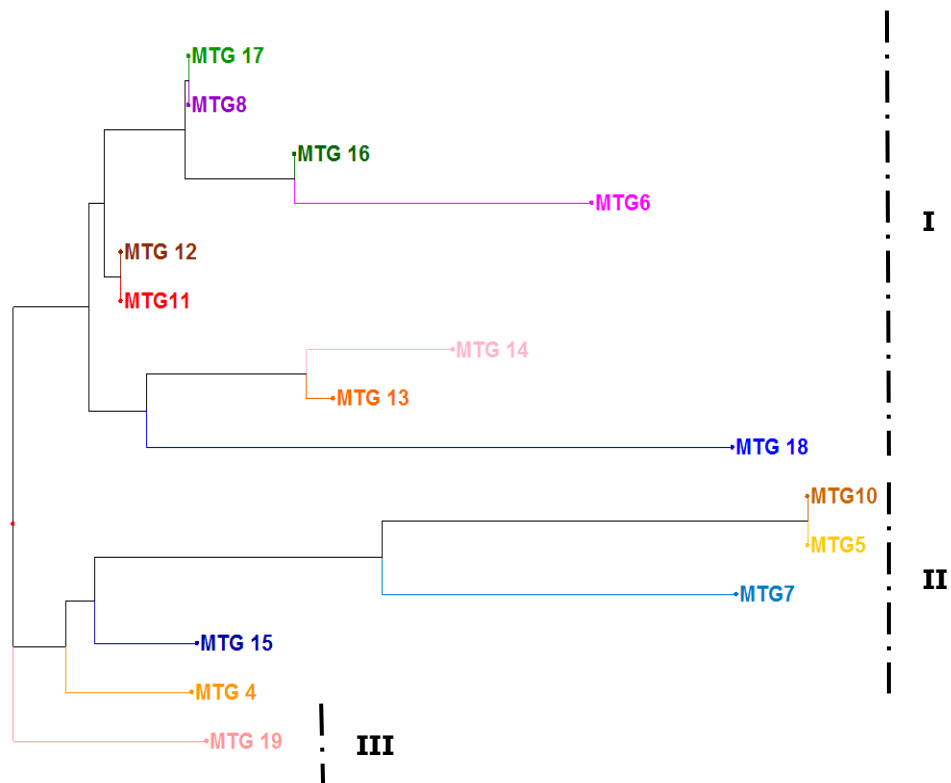 MTG 17
MTG8
MTG 16
MTG6
I
MTG 12
MTG11
MTG 14
MTG 13
MTG 18
MTG10
MTG5
II
MTG7
MTG 15
MTG 4
MTG 19
III